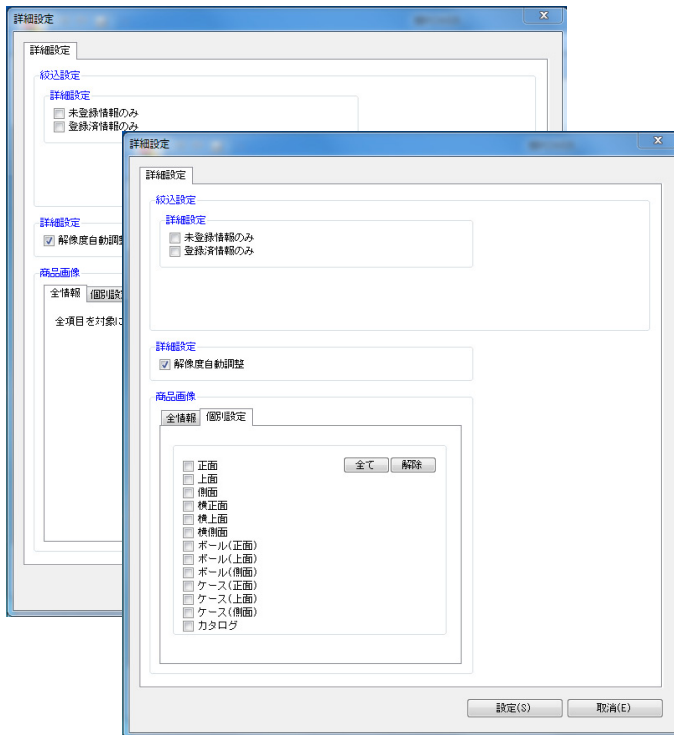 詳細設定
x
詳細設定
絞込設定
詳細設定
未登録情報のみ
登録済情報のみ
詳細設定
解像度自動調
商品画像
全情報
個別設
全項目を対象に
詳細設定
x
詳細設定
絞込設定
詳細設定
未登録情報のみ
登録済情報のみ
詳細設定
解像度自動調整
商品画像
全情報 個別設定
正面 全て 解除
上面
側面
横正面
横上面
横側面
ボール(正面)
ボール(上面)
ボール(側面)
ケース(正面)
ケース(上面)
ケース(側面)
カタログ
設定(S) 取消(E)